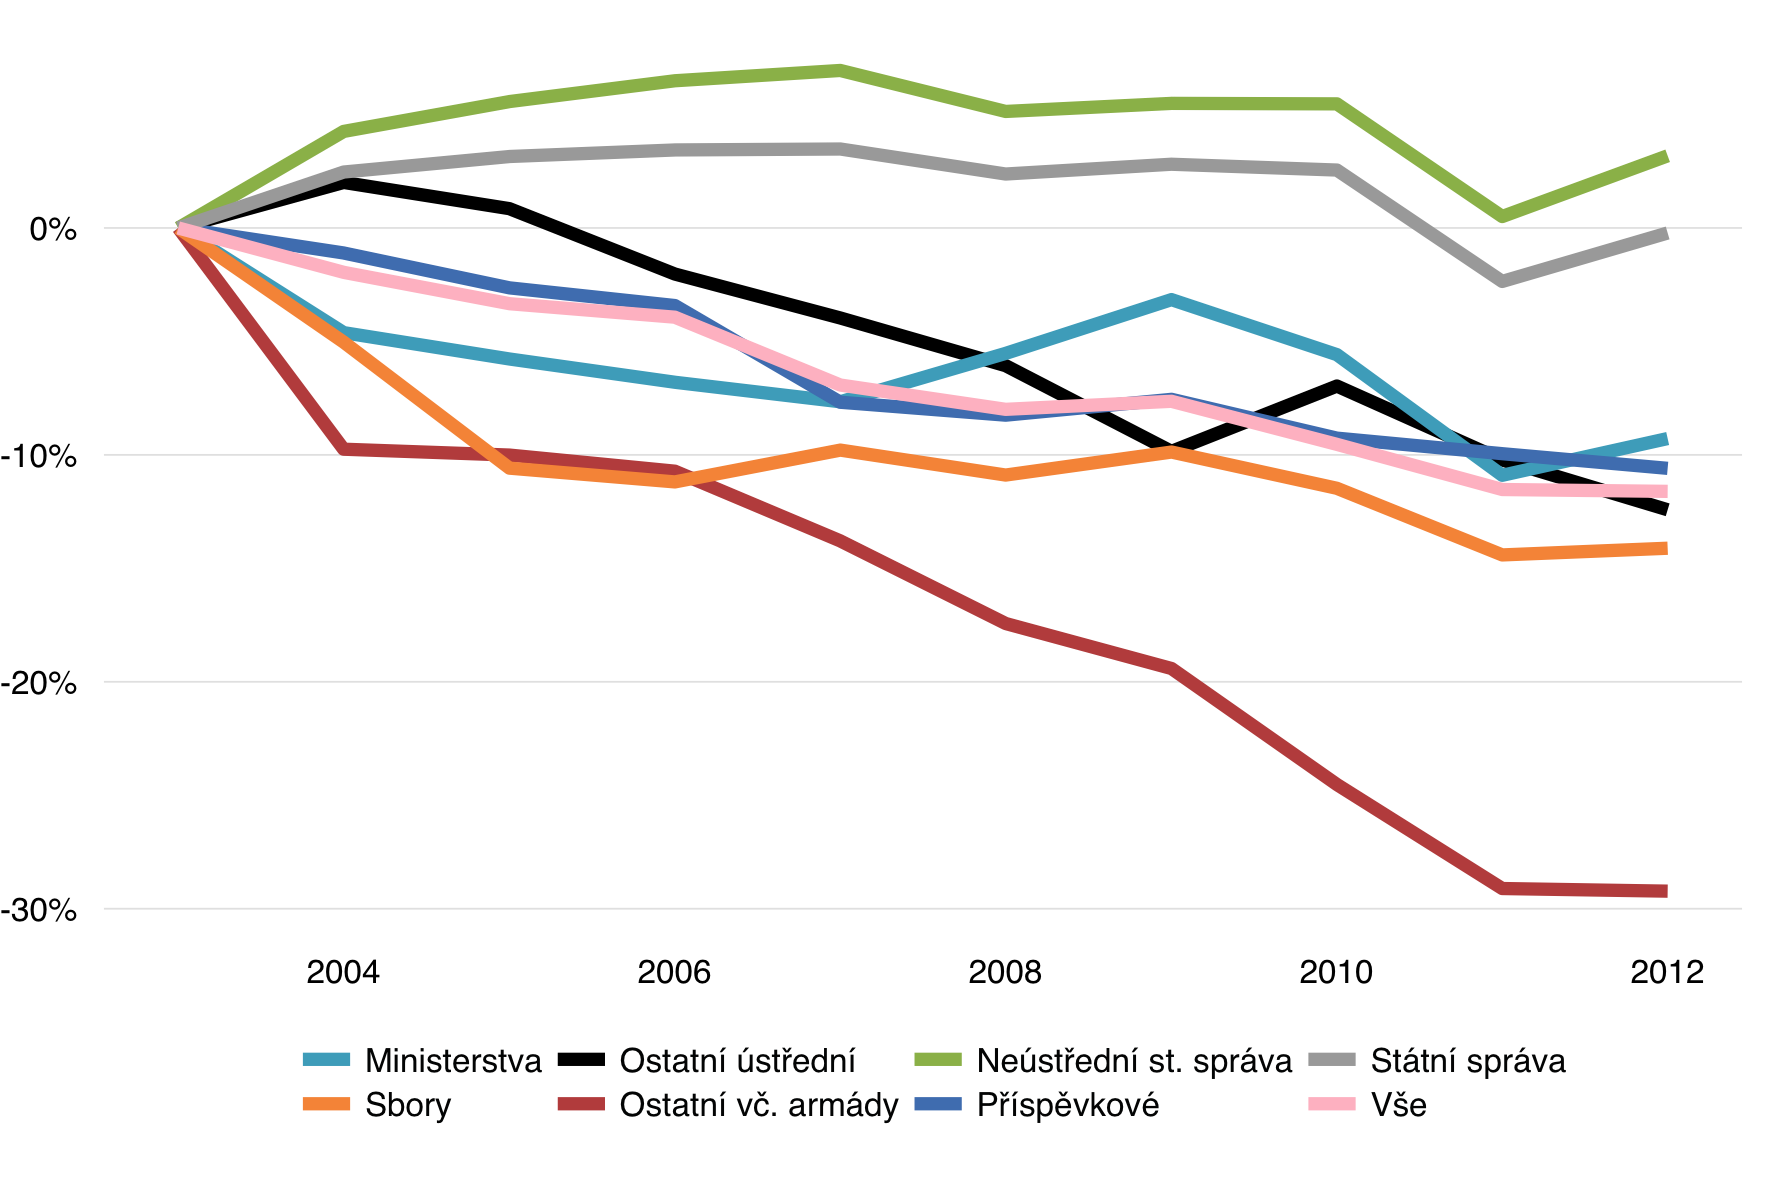 0%
-10%
-20%
-30%
2004 2006 2008 2010 2012
Ministerstva Ostatní ústřední Neústřední st. správa Státní správa
Sbory Ostatní vč. armády Příspěvkové Vše